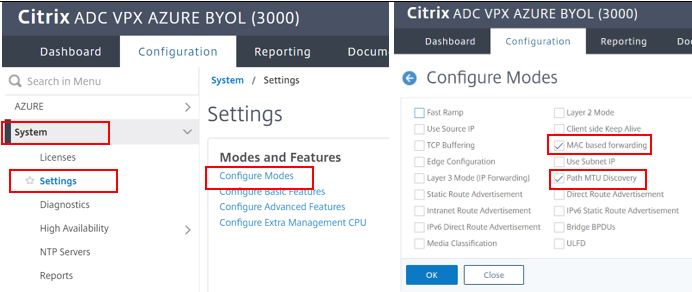 Citrix ADC VPX AZURE BYOL (3000)
Dashboard Configuration Reporting Docum
Search in Menu
AZURE
System
Licenses
Settings
Diagnostics
High Availability
NTP Servers
Reports
System / Settings
Settings
Modes and Features
Configure Modes
Configure Basic Features
Configure Advanced Features
Configure Extra Management CPU
Citrix ADC VPX AZURE BYOL (3000)
Dashboard Configuration Reporting Do
Configure Modes
Fast Ramp
Layer 2 Mode
Use Source IP
Client side Keep Alive
TCP Buffering
MAC based forwarding
Edge Configuration
Use Subnet IP
Layer 3 Mode (IP Forwarding)
Path MTU Discovery
Static Route Advertisement
Direct Route Advertisement
Intranet Route Advertisement
IPv6 Static Route Advertisement
IPv6 Direct Route Advertisement
Bridge BPDUs
Media Classification
ULFD
OK Close